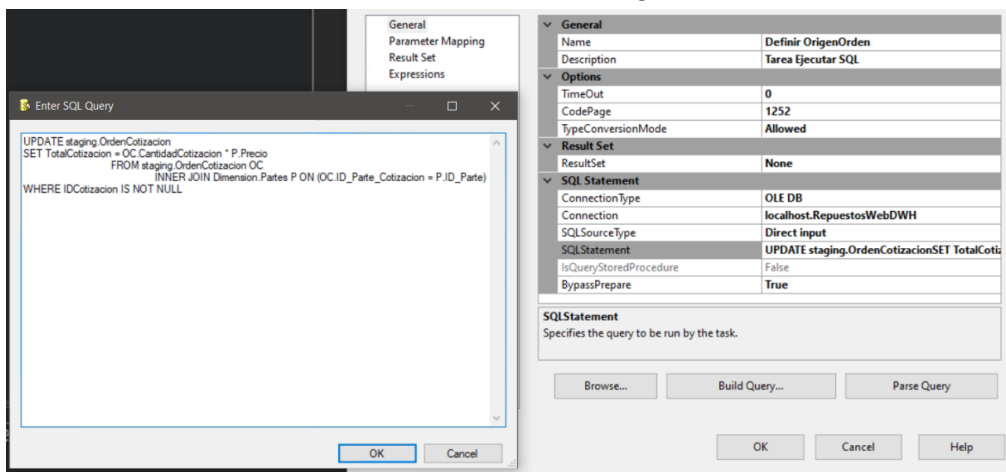 General
Parameter Mapping
Result Set
Expressions
Enter SQL Query
UPDATE staging.OrdenCotizacion
SET TotalCotizacion = OC.CantidadCotizacion * P.Precio
FROM staging.OrdenCotizacion OC
INNER JOIN Dimension.Partes P ON (OC.ID_Parte_Cotizacion = P.ID_Parte)
WHERE IDCotizacion IS NOT NULL
OK Cancel
General
Name Definir OrigenOrden
Description Tarea Ejecutar SQL
Options
TimeOut 0
CodePage 1252
TypeConversionMode Allowed
Result Set
ResultSet None
SQL Statement
ConnectionType OLE DB
Connection localhost.RepuestosWebDWH
SQLSourceType Direct input
SQLStatement UPDATE staging.OrdenCotizacionSET TotalCotiz
IsQueryStoredProcedure False
BypassPrepare True
SQLStatement
Specifies the query to be run by the task.
Browse... Build Query... Parse Query
OK Cancel Help